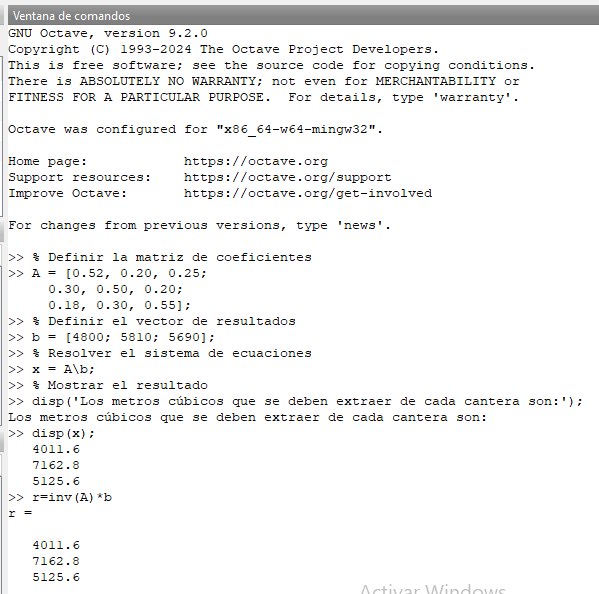 Ventana de comandos
GNU Octave, version 9.2.0
Copyright (C) 1993-2024 The Octave Project Developers.
This is free software; see the source code for copying conditions.
There is ABSOLUTELY NO WARRANTY; not even for MERCHANTABILITY or
FITNESS FOR A PARTICULAR PURPOSE.  For details, type 'warranty'.

Octave was configured for "x86_64-w64-mingw32".

Home page:            https://octave.org
Support resources:    https://octave.org/support
Improve Octave:       https://octave.org/get-involved

For changes from previous versions, type 'news'.

>> % Definir la matriz de coeficientes
>> A = [0.52, 0.20, 0.25;
     0.30, 0.50, 0.20;
     0.18, 0.30, 0.55];
>> % Definir el vector de resultados
>> b = [4800; 5810; 5690];
>> % Resolver el sistema de ecuaciones
>> x = A\b;
>> % Mostrar el resultado
>> disp('Los metros cúbicos que se deben extraer de cada cantera son:');
Los metros cúbicos que se deben extraer de cada cantera son:
>> disp(x);
   4011.6
   7162.8
   5125.6
>> r=inv(A)*b
r =

   4011.6
   7162.8
   5125.6
Activar Windows